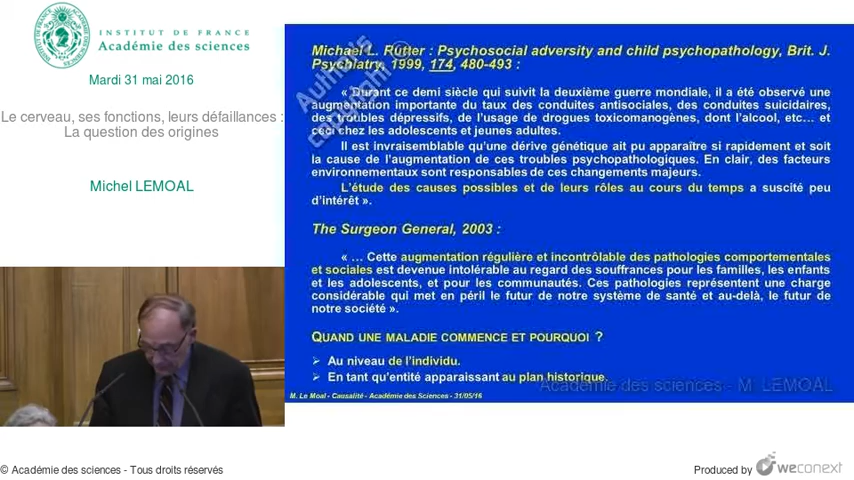 INSTITUT DE FRANCE
Académie des sciences
Mardi 31 mai 2016
Le cerveau, ses fonctions, leurs défaillances :
La question des origines
Michel LEMOAL
Michael L. Rutter : Psychosocial adversity and child psychopathology, Brit. J.
Psychiatry, 1999, 174, 480-493 :
« Durant ce demi siècle qui suivit la deuxième guerre mondiale, il a été observé une
augmentation importante du taux des conduites antisociales, des conduites suicidaires,
des troubles dépressifs, de l'usage de drogues toxicomanogènes, dont l'alcool, etc… et
ceci chez les adolescents et jeunes adultes.
Il est invraisemblable qu'une dérive génétique ait pu apparaître si rapidement et soit
la cause de l'augmentation de ces troubles psychopathologiques. En clair, des facteurs
environnementaux sont responsables de ces changements majeurs.
L'étude des causes possibles et de leurs rôles au cours du temps a suscité peu
d'intérêt ».
The Surgeon General, 2003 :
« … Cette augmentation régulière et incontrôlable des pathologies comportementales
et sociales est devenue intolérable au regard des souffrances pour les familles, les enfants
et les adolescents, et pour les communautés. Ces pathologies représentent une charge
considérable qui met en péril le futur de notre système de santé et au-delà, le futur de
notre société ».
QUAND UNE MALADIE COMMENCE ET POURQUOI ?
➢ Au niveau de l'individu.
➢ En tant qu'entité apparaissant au plan historique.
Académie des sciences - M. LEMOAL
M. Le Moal - Causalité - Académie des Sciences - 31/05/16
© Académie des sciences - Tous droits réservés
Produced by weconext